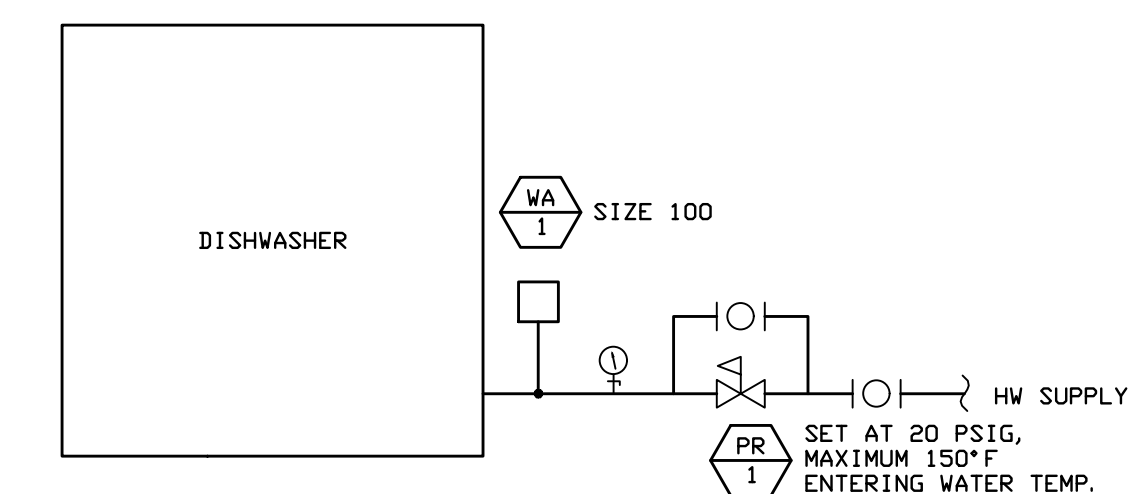 WA
1
SIZE 100
DISHWASHER
HW SUPPLY
PR
1
SET AT 20 PSIG,
MAXIMUM 150°F
ENTERING WATER TEMP.